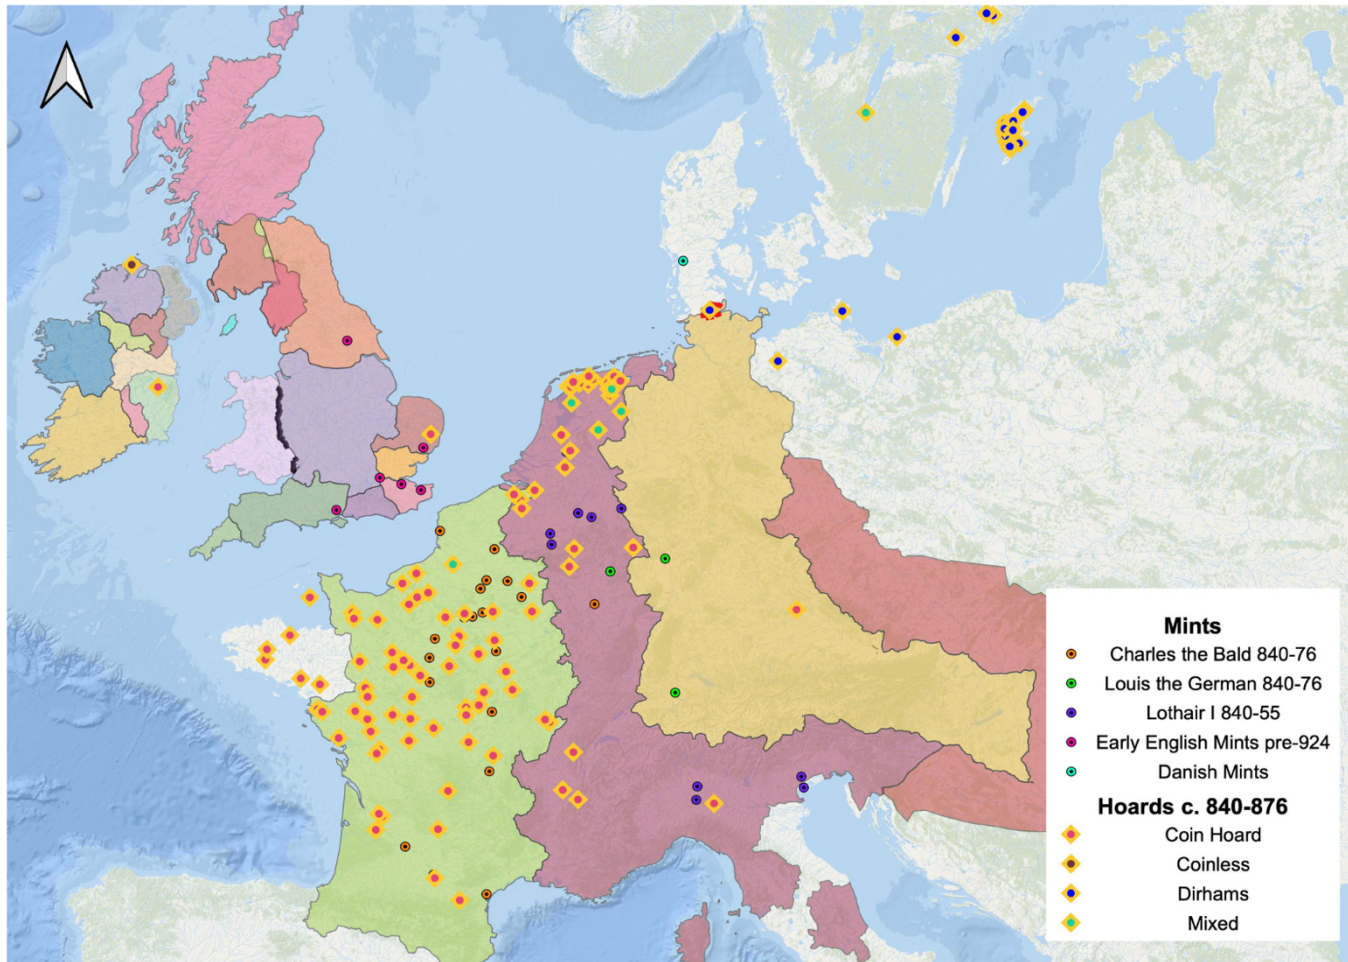 Mints
Charles the Bald 840-76
Louis the German 840-76
Lothair I 840-55
Early English Mints pre-924
Danish Mints
Hoards c. 840-876
Coin Hoard
Coinless
Dirhams
Mixed